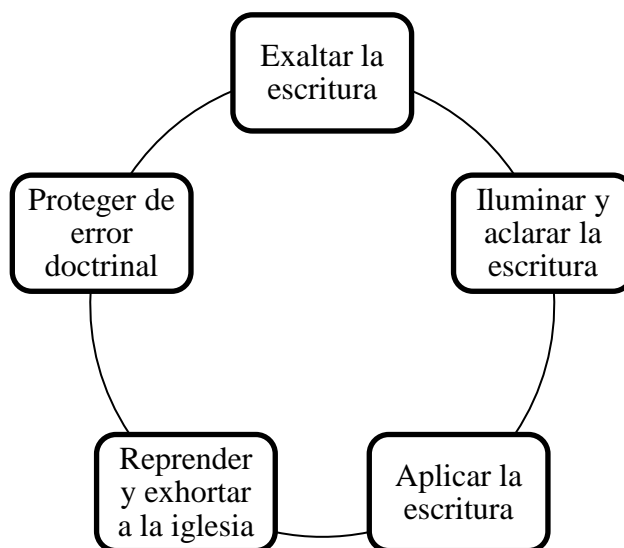 Exaltar la
escritura
Iluminar y
aclarar la
escritura
Aplicar la
escritura
Reprender
y exhortar
a la iglesia
Proteger de
error
doctrinal